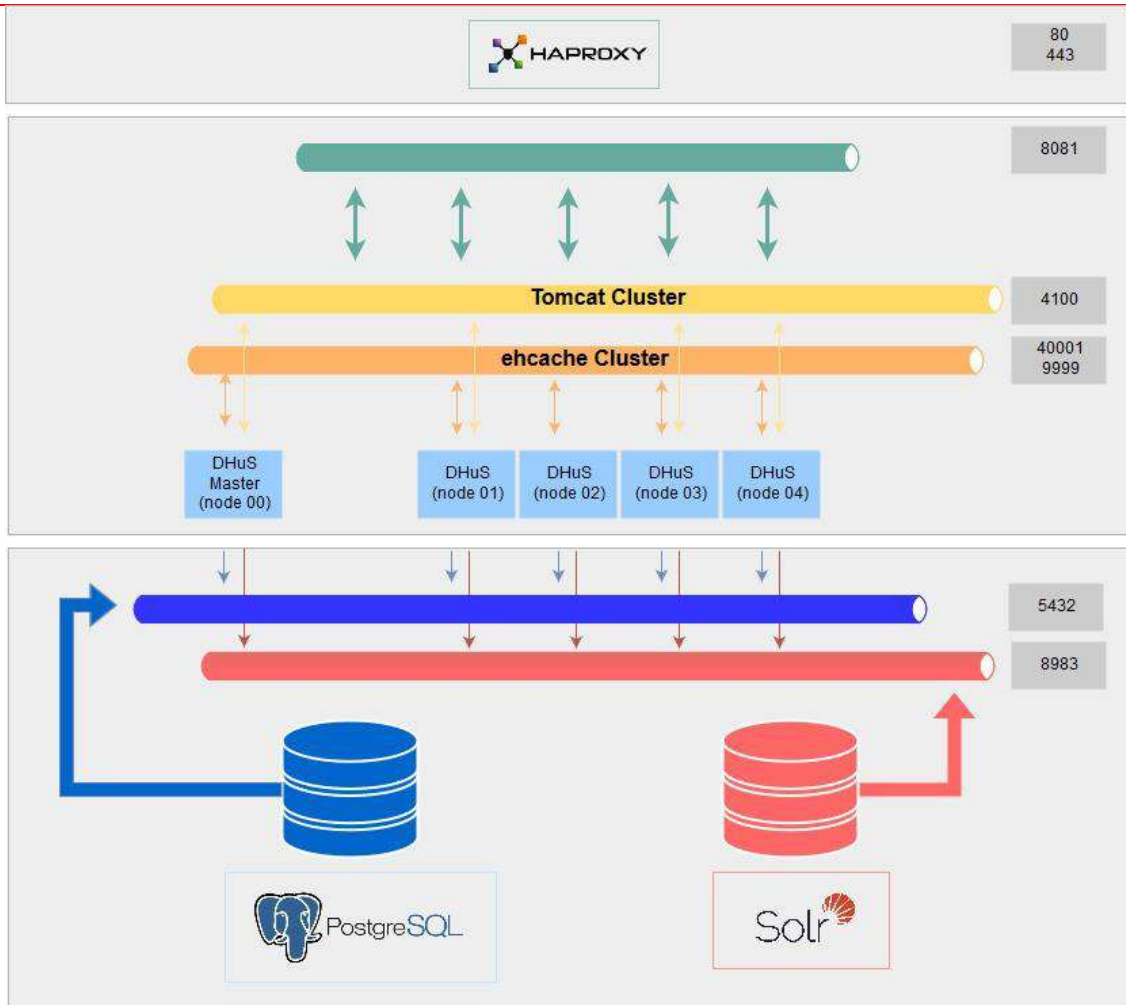 HAPROXY
80
443
8081
Tomcat Cluster
4100
ehcache Cluster
40001
9999
DHuS
Master
(node 00)
DHuS
(node 01)
DHuS
(node 02)
DHuS
(node 03)
DHuS
(node 04)
5432
8983
PostgreSQL
Solr